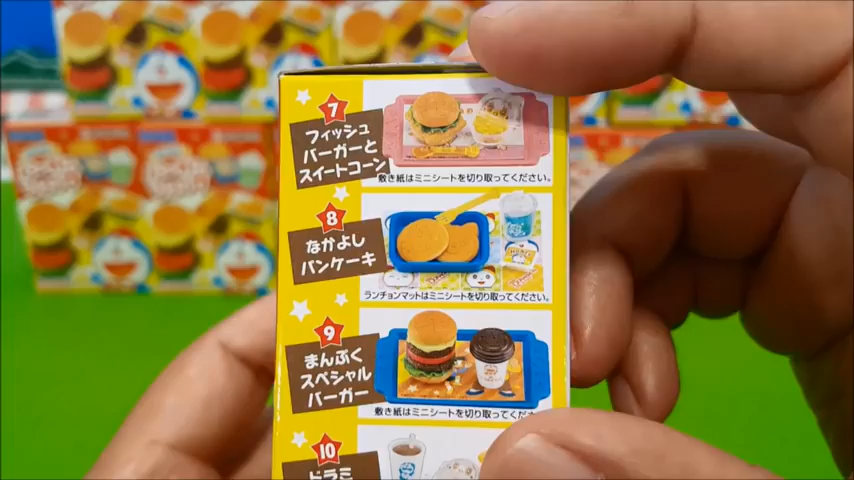 7
フィッシュ
バーガーと
スイートコーン
敷き紙はミニシートを切り取ってください。
8
なかよし
パンケーキ
ランチョンマットはミニシートを切り取ってください。
9
まんぷく
スペシャル
バーガー
敷き紙はミニシートを切り取ってくださ
10
ドラミ